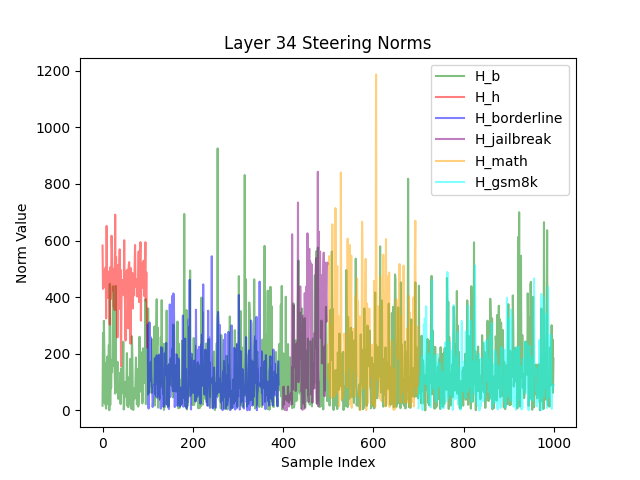 Layer 34 Steering Norms
H_b
H_h
H_borderline
H_jailbreak
H_math
H_gsm8k
Norm Value
1200
1000
800
600
400
200
0
0 200 400 600 800 1000
Sample Index